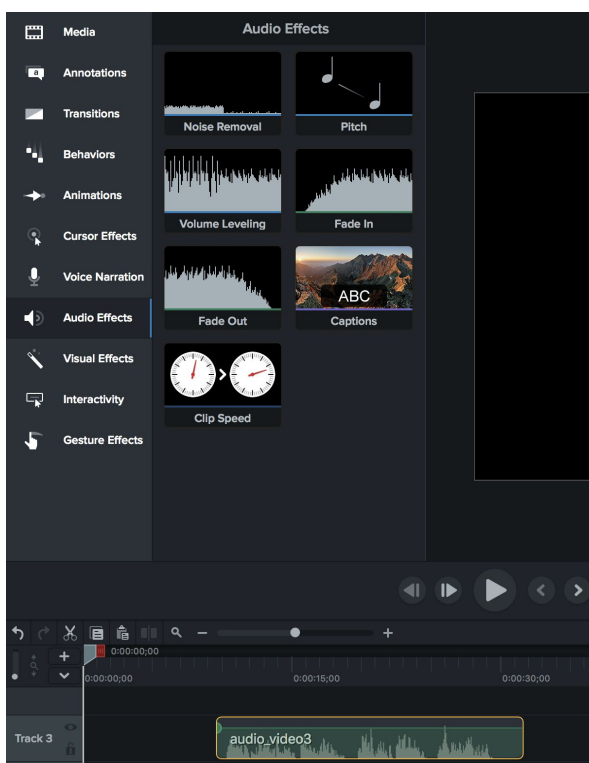 Media
Annotations
Transitions
Behaviors
Animations
Cursor Effects
Voice Narration
Audio Effects
Visual Effects
Interactivity
Gesture Effects
Audio Effects
Noise Removal
Pitch
Volume Leveling
Fade In
Fade Out
ABC
Captions
Clip Speed
0:00:00;00
0:00:00;00
0:00:15;00
0:00:30;00
Track 3
audio_video3